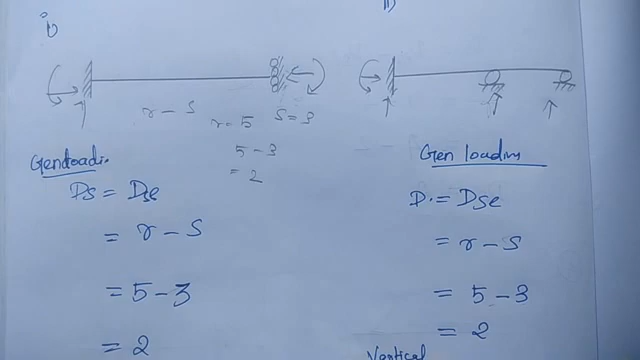 i)
ii)
r - s
r = 5 s = 3
5 - 3
= 2
Gen loadi.
Ds = Dse
= r - s
= 5 - 3
= 2
Gen loading
D. = Dse
= r - s
= 5 - 3
= 2
Vertical